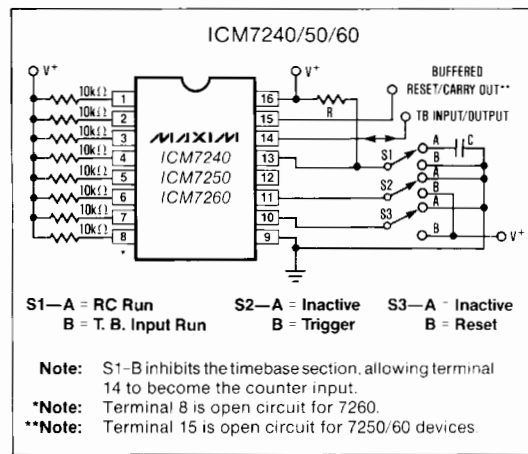 ICM7240/50/60
V+
10kΩ 1
10kΩ 2
10kΩ 3
10kΩ 4
10kΩ 5
10kΩ 6
10kΩ 7
10kΩ 8
*
MAXIM
ICM7240
ICM7250
ICM7260
16
15
14
13
12
11
10
9
V+
R
BUFFERED
RESET/CARRY OUT**
TB INPUT/OUTPUT
S1 A C
B
S2 A
B
S3 A
B V+
S1—A = RC Run
B = T. B. Input Run
S2—A = Inactive
B = Trigger
S3—A = Inactive
B = Reset
Note: S1-B inhibits the timebase section, allowing terminal
14 to become the counter input.
*Note: Terminal 8 is open circuit for 7260.
**Note: Terminal 15 is open circuit for 7250/60 devices.